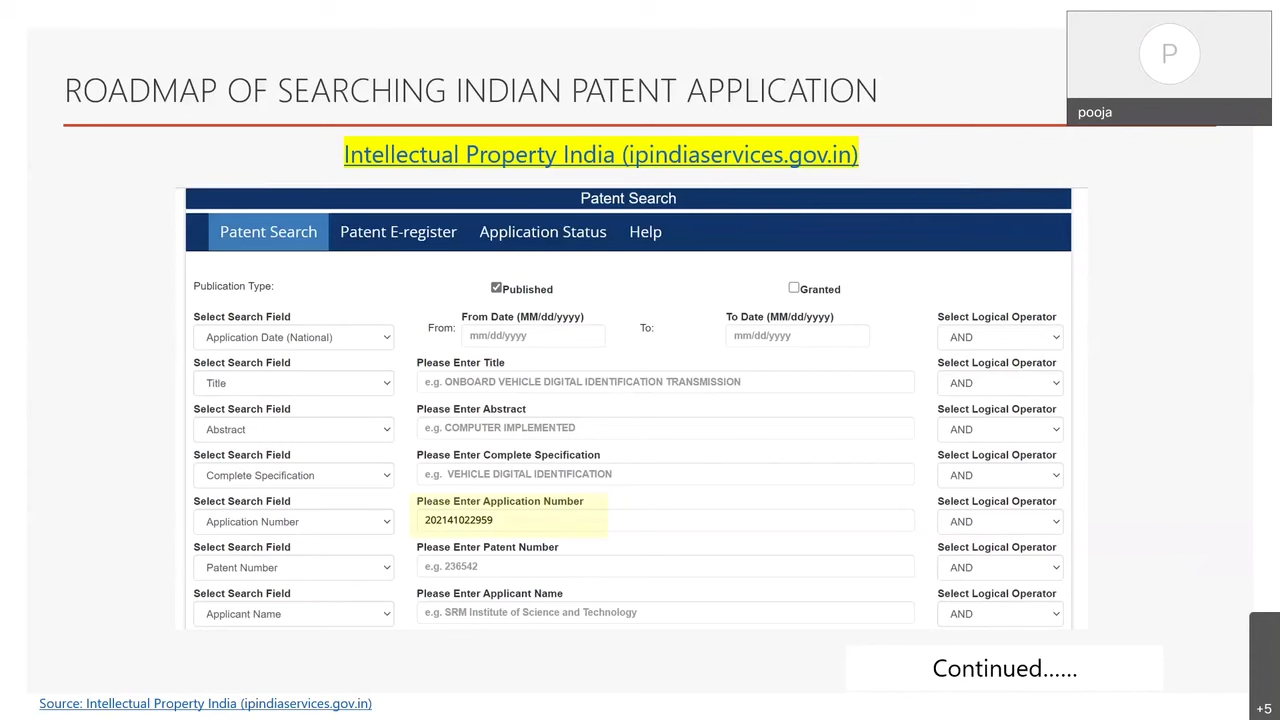 ROADMAP OF SEARCHING INDIAN PATENT APPLICATION
P
pooja
Intellectual Property India (ipindiaservices.gov.in)
Patent Search
Patent Search Patent E-register Application Status Help
Publication Type: Published Granted
Select Search Field From Date (MM/dd/yyyy) To Date (MM/dd/yyyy) Select Logical Operator
Application Date (National) From: mm/dd/yyyy To: mm/dd/yyyy AND
Select Search Field Please Enter Title Select Logical Operator
Title e.g. ONBOARD VEHICLE DIGITAL IDENTIFICATION TRANSMISSION AND
Select Search Field Please Enter Abstract Select Logical Operator
Abstract e.g. COMPUTER IMPLEMENTED AND
Select Search Field Please Enter Complete Specification Select Logical Operator
Complete Specification e.g. VEHICLE DIGITAL IDENTIFICATION AND
Select Search Field Please Enter Application Number Select Logical Operator
Application Number 202141022959 AND
Select Search Field Please Enter Patent Number Select Logical Operator
Patent Number e.g. 236542 AND
Select Search Field Please Enter Applicant Name Select Logical Operator
Applicant Name e.g. SRM Institute of Science and Technology AND
Continued......
Source: Intellectual Property India (ipindiaservices.gov.in)
+5